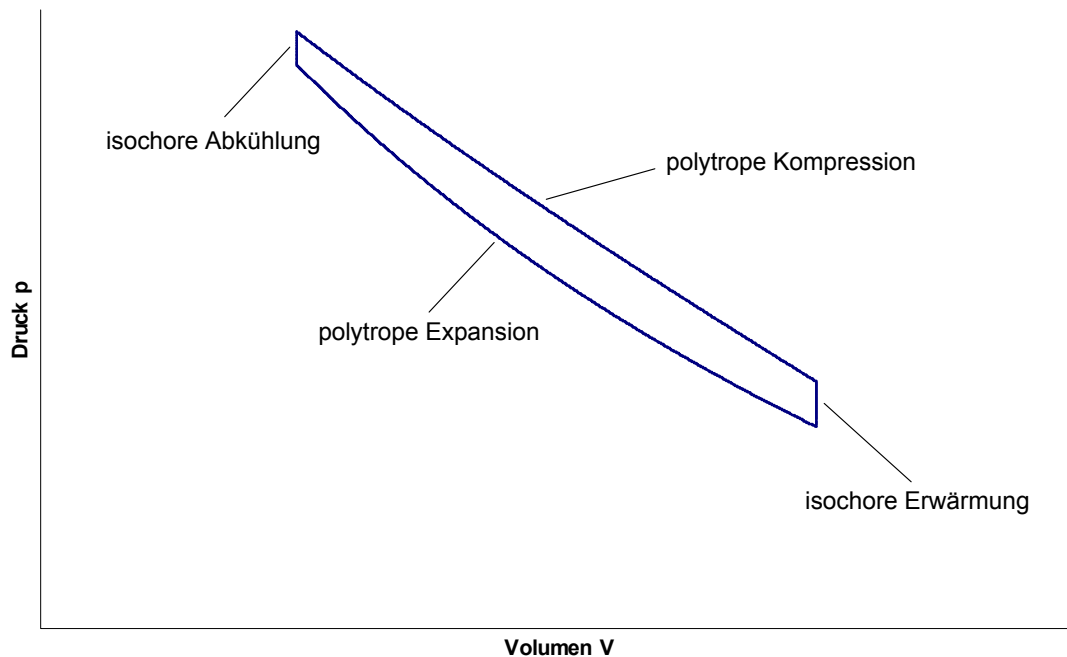 isochore Abkühlung
polytrope Kompression
polytrope Expansion
isochore Erwärmung
Druck p
Volumen V